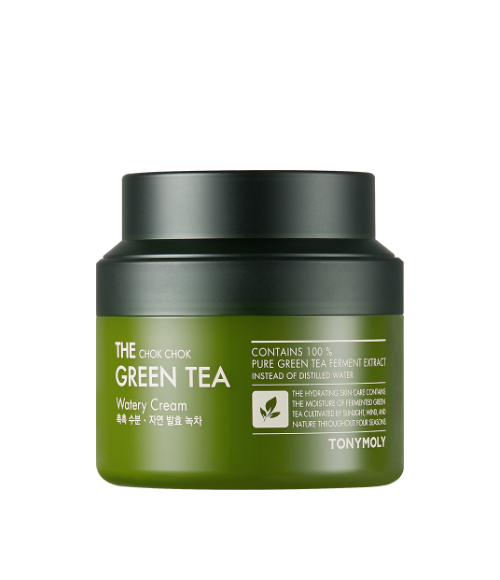 THE CHOK CHOK
GREEN TEA
Watery Cream
촉촉 수분 · 자연 발효 녹차
CONTAINS 100 %
PURE GREEN TEA FERMENT EXTRACT
INSTEAD OF DISTILLED WATER
THE HYDRATING SKIN CARE CONTAINS
THE MOISTURE OF FERMENTED GREEN
TEA CULTIVATED BY SUNLIGHT, WIND, AND
NATURE THROUGHOUT FOUR SEASONS
TONYMOLY